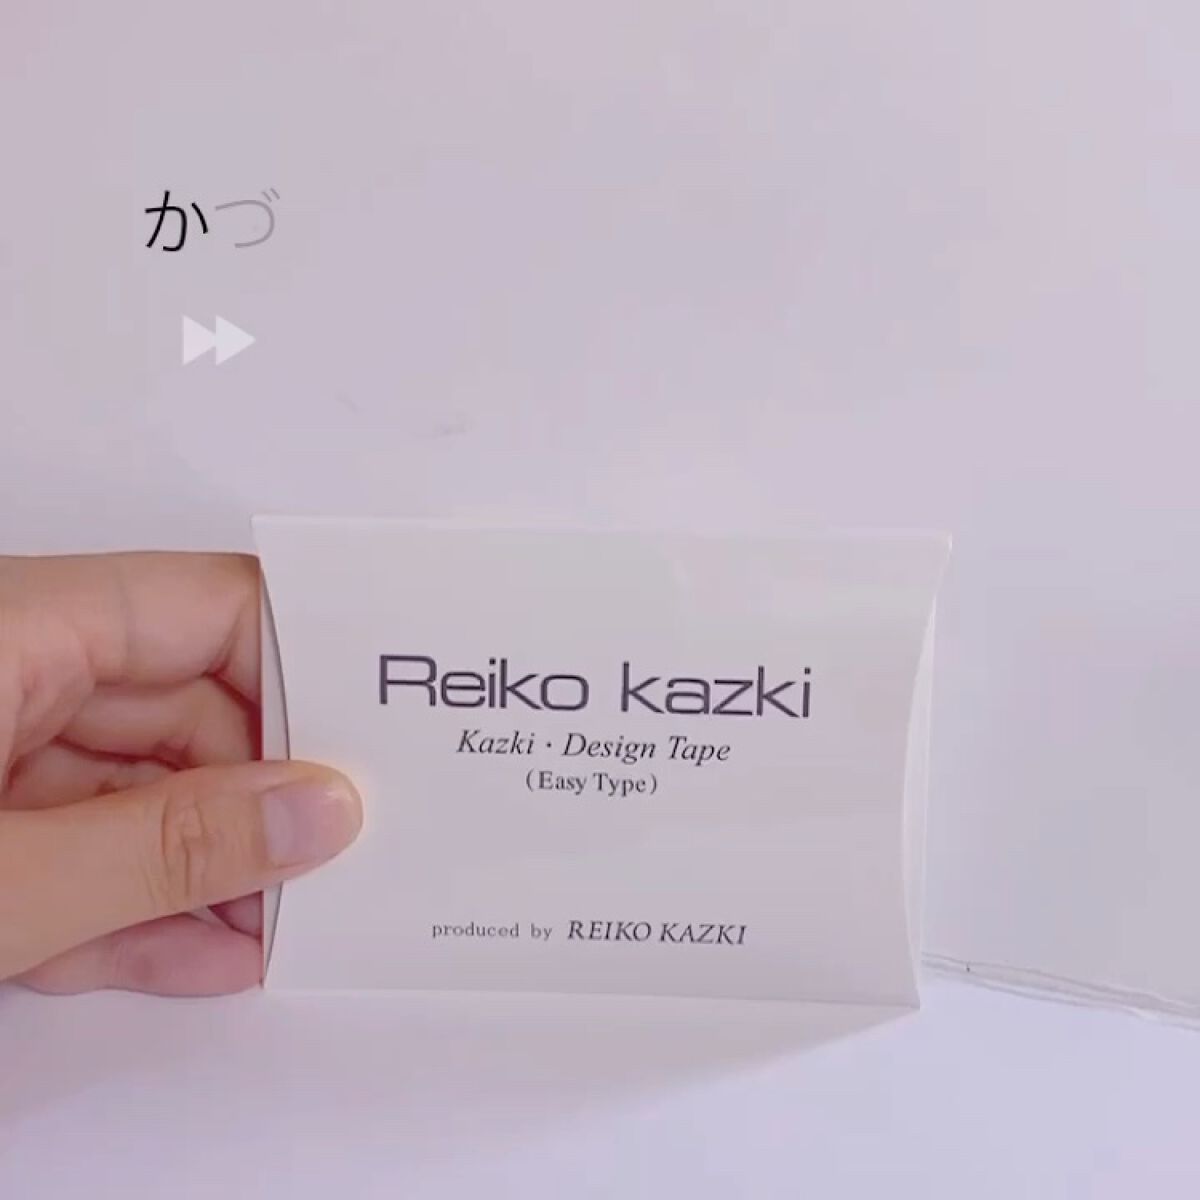 かづ
Reiko kazki
Kazki・Design Tape
(Easy Type)
produced by REIKO KAZKI